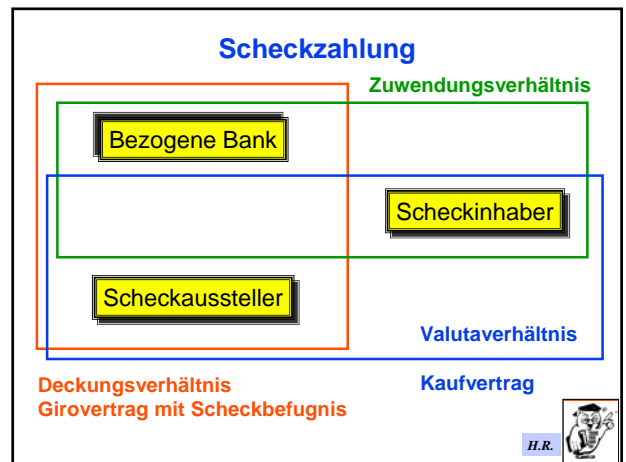 Scheckzahlung
Zuwendungsverhältnis
Bezogene Bank
Scheckinhaber
Scheckaussteller
Valutaverhältnis
Deckungsverhältnis
Girovertrag mit Scheckbefugnis
Kaufvertrag
H.R.